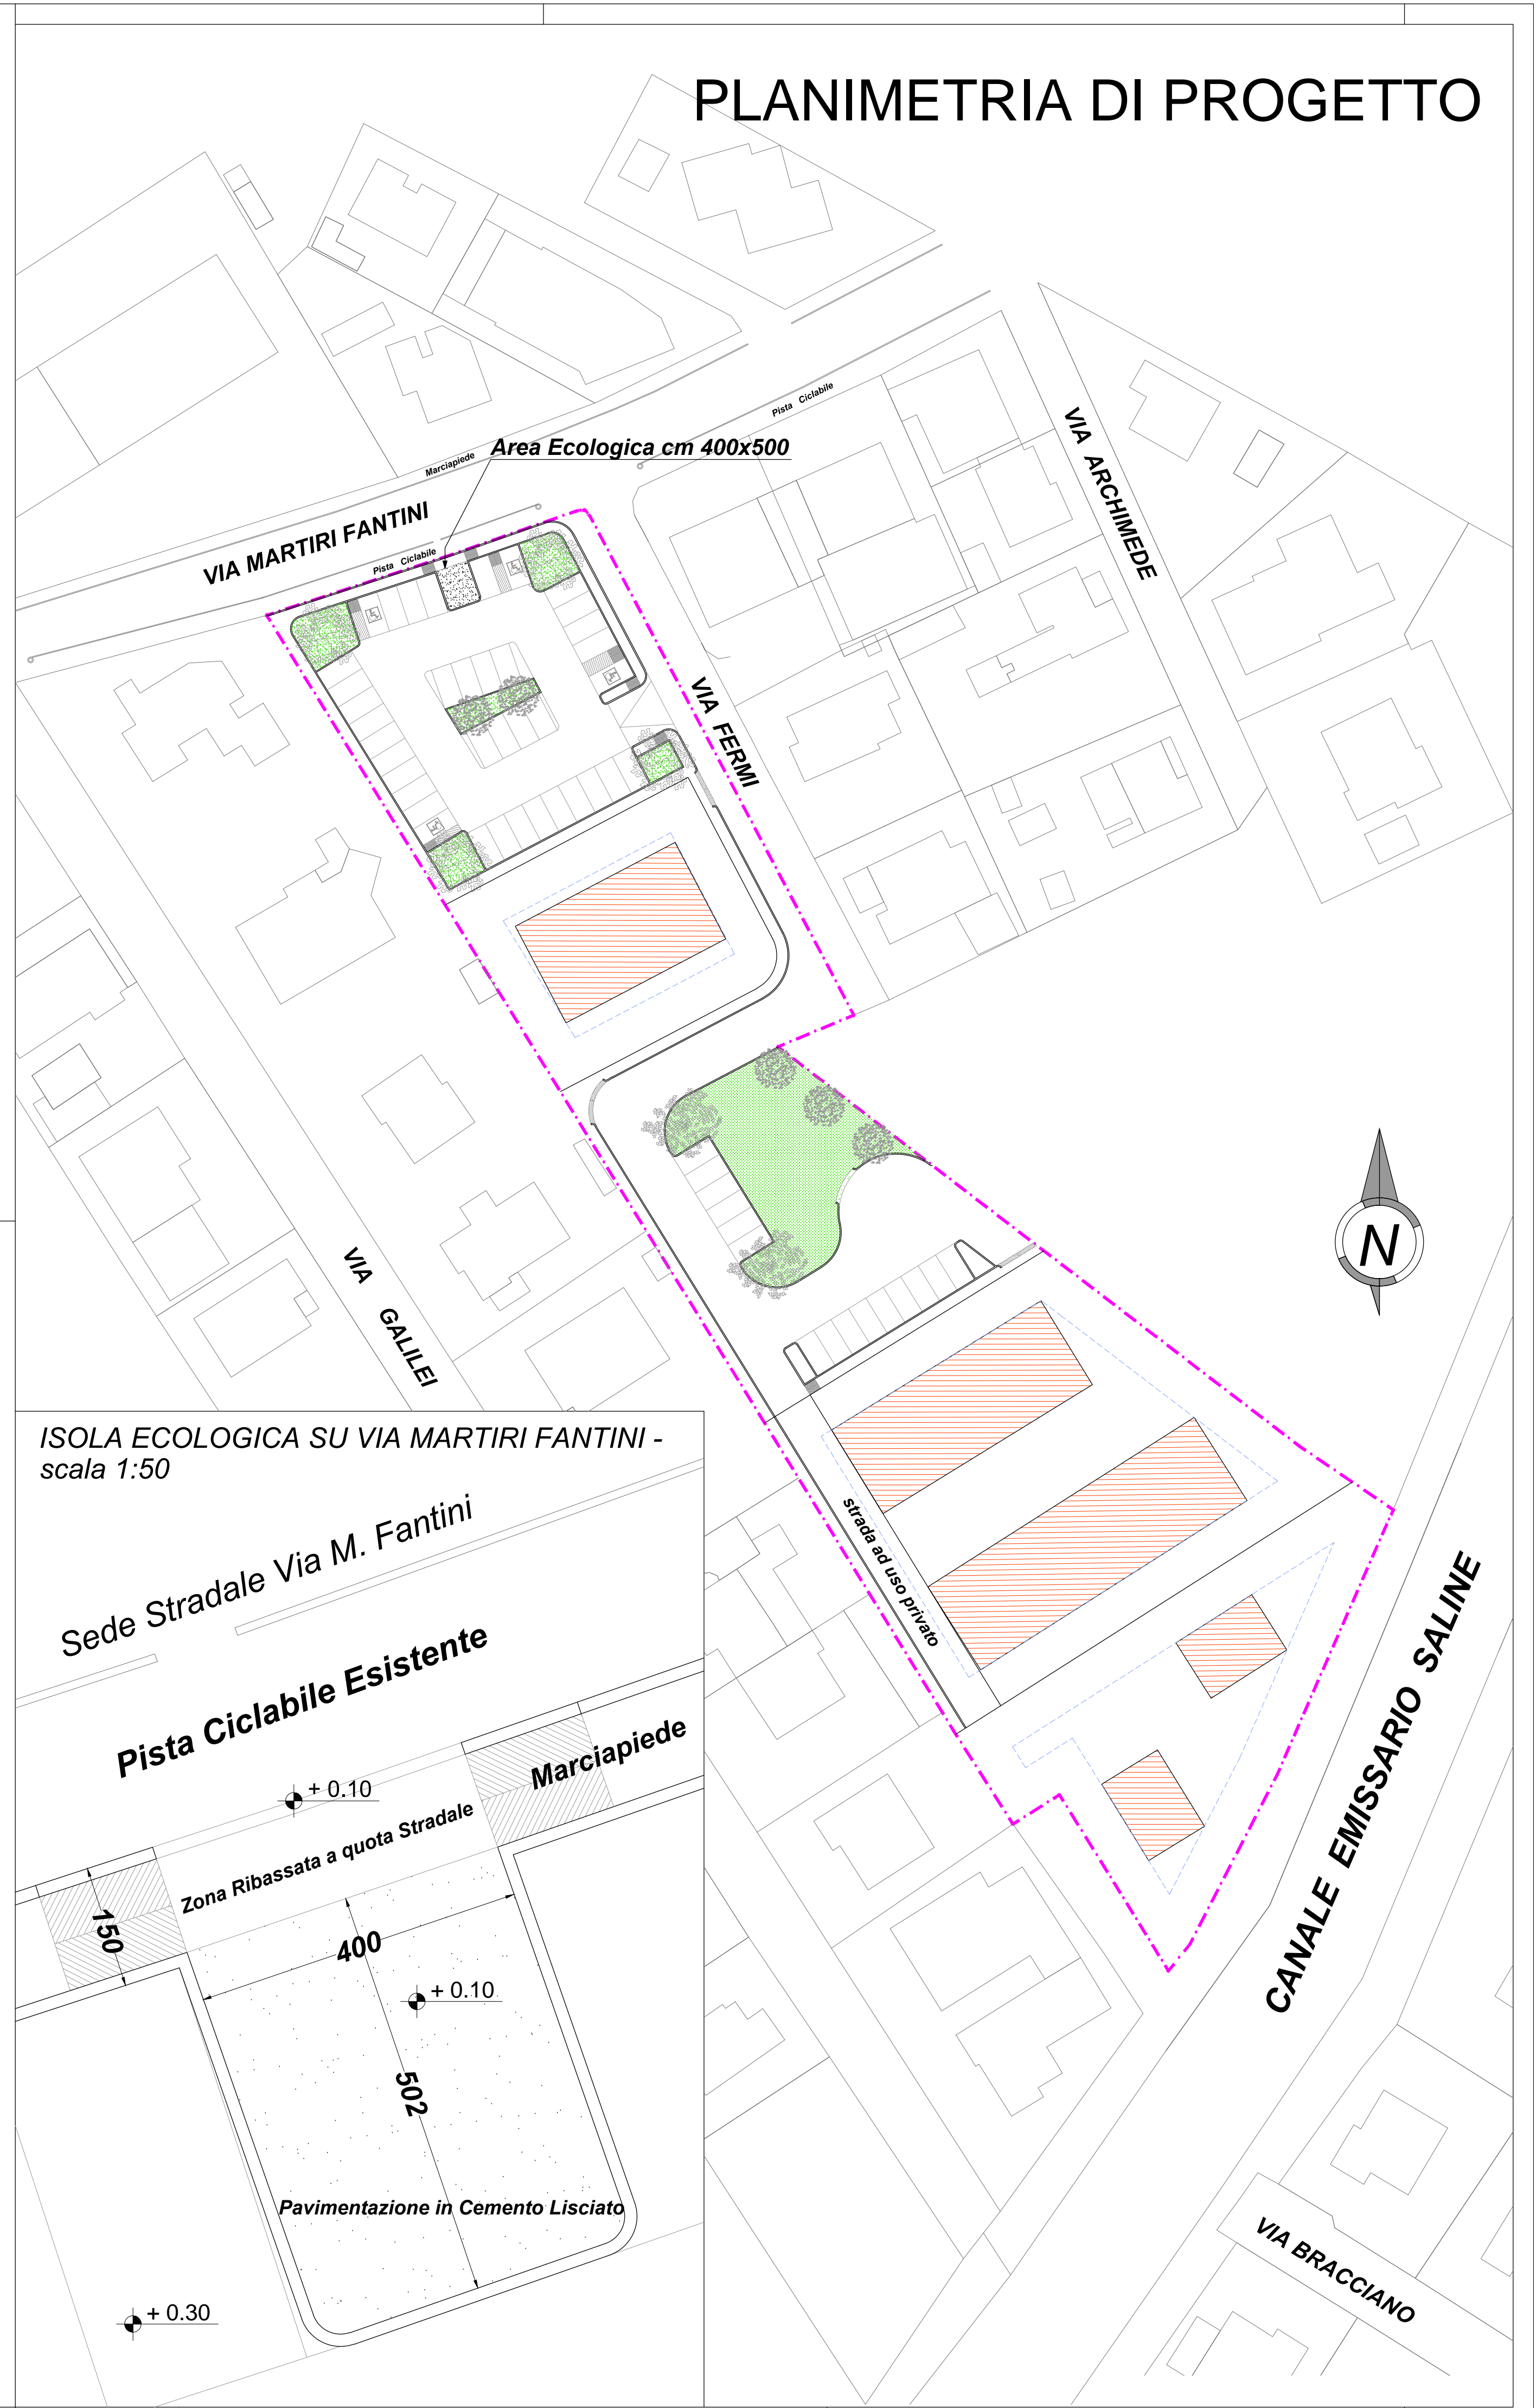 PLANIMETRIA DI PROGETTO
Pista Ciclabile
VIA ARCHIMEDE
Area Ecologica cm 400x500
Marciapiede
VIA MARTIRI FANTINI
Pista Ciclabile
VIA FERMI
N
VIA GALILEI
strada ad uso privato
CANALE EMISSARIO SALINE
VIA BRACCIANO
ISOLA ECOLOGICA SU VIA MARTIRI FANTINI -
scala 1:50
Sede Stradale Via M. Fantini
Pista Ciclabile Esistente
Marciapiede
+ 0.10
Zona Ribassata a quota Stradale
150
400
+ 0.10
502
Pavimentazione in Cemento Lisciato
+ 0.30